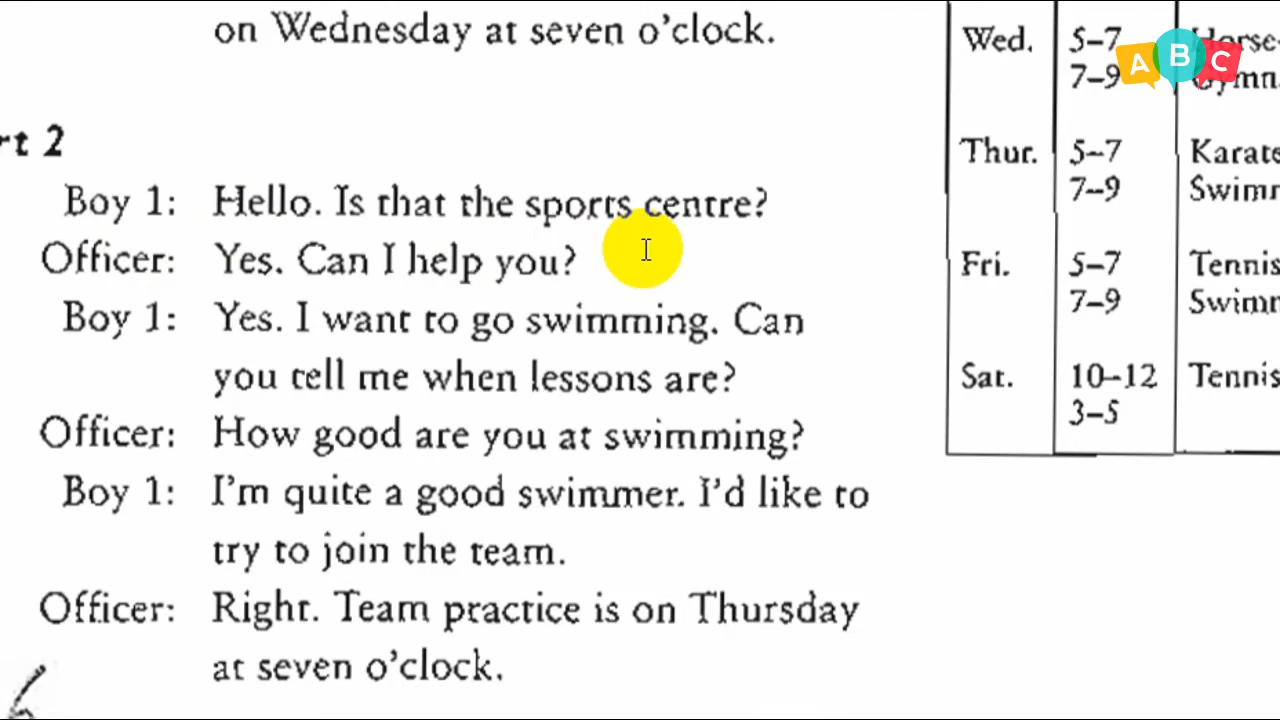 on Wednesday at seven o'clock.
rt 2
Boy 1: Hello. Is that the sports centre?
Officer: Yes. Can I help you?
Boy 1: Yes. I want to go swimming. Can
you tell me when lessons are?
Officer: How good are you at swimming?
Boy 1: I'm quite a good swimmer. I'd like to
try to join the team.
Officer: Right. Team practice is on Thursday
at seven o'clock.
Wed. 5–7
7–9
Thur. 5–7 Karate
7–9 Swimm
Fri. 5–7 Tennis
7–9 Swimm
Sat. 10–12 Tennis
3–5
A B C